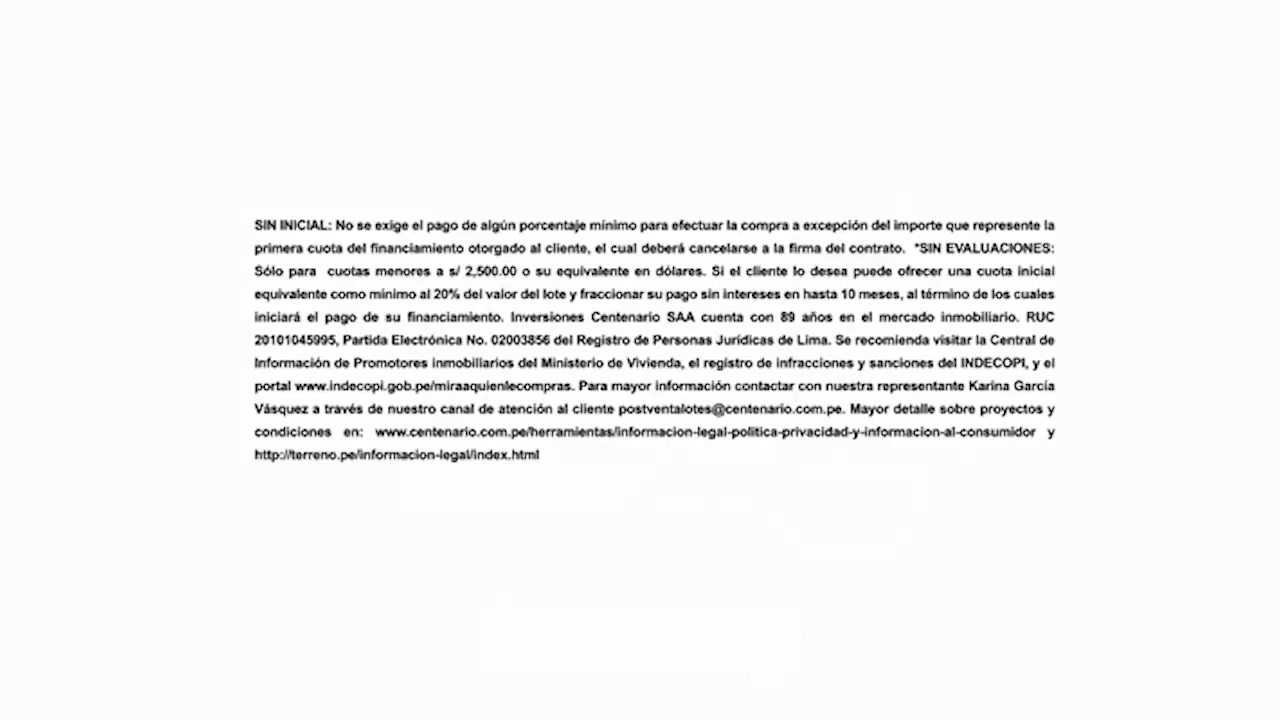 SIN INICIAL: No se exige el pago de algún porcentaje mínimo para efectuar la compra a excepción del importe que represente la
primera cuota del financiamiento otorgado al cliente, el cual deberá cancelarse a la firma del contrato. *SIN EVALUACIONES:
Sólo para cuotas menores a s/ 2,500.00 o su equivalente en dólares. Si el cliente lo desea puede ofrecer una cuota inicial
equivalente como mínimo al 20% del valor del lote y fraccionar su pago sin intereses en hasta 10 meses, al término de los cuales
iniciará el pago de su financiamiento. Inversiones Centenario SAA cuenta con 89 años en el mercado inmobiliario. RUC
20101045995, Partida Electrónica No. 02003856 del Registro de Personas Jurídicas de Lima. Se recomienda visitar la Central de
Información de Promotores inmobiliarios del Ministerio de Vivienda, el registro de infracciones y sanciones del INDECOPI, y el
portal www.indecopi.gob.pe/miraaquienlecompras. Para mayor información contactar con nuestra representante Karina García
Vásquez a través de nuestro canal de atención al cliente postventalotes@centenario.com.pe. Mayor detalle sobre proyectos y
condiciones en: www.centenario.com.pe/herramientas/informacion-legal-politica-privacidad-y-informacion-al-consumidor y
http://terreno.pe/informacion-legal/index.html